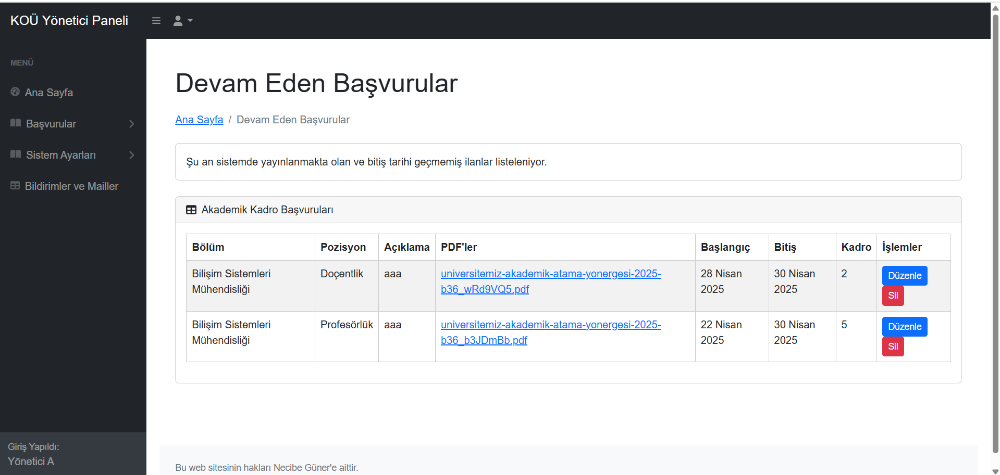 KOÜ Yönetici Paneli
MENÜ
Ana Sayfa
Başvurular
Sistem Ayarları
Bildirimler ve Mailler
Giriş Yapıldı:
Yönetici A
Devam Eden Başvurular
Ana Sayfa / Devam Eden Başvurular
Şu an sistemde yayınlanmakta olan ve bitiş tarihi geçmemiş ilanlar listeleniyor.
Akademik Kadro Başvuruları
Bölüm Pozisyon Açıklama PDF'ler Başlangıç Bitiş Kadro İşlemler
Bilişim Sistemleri Doçentlik aaa universitemiz-akademik-atama-yonergesi-2025- 28 Nisan 30 Nisan 2 Düzenle
Mühendisliği b36_wRd9VQ5.pdf 2025 2025 Sil
Bilişim Sistemleri Profesörlük aaa universitemiz-akademik-atama-yonergesi-2025- 22 Nisan 30 Nisan 5 Düzenle
Mühendisliği b36_b3JDmBb.pdf 2025 2025 Sil
Bu web sitesinin hakları Necibe Güner'e aittir.